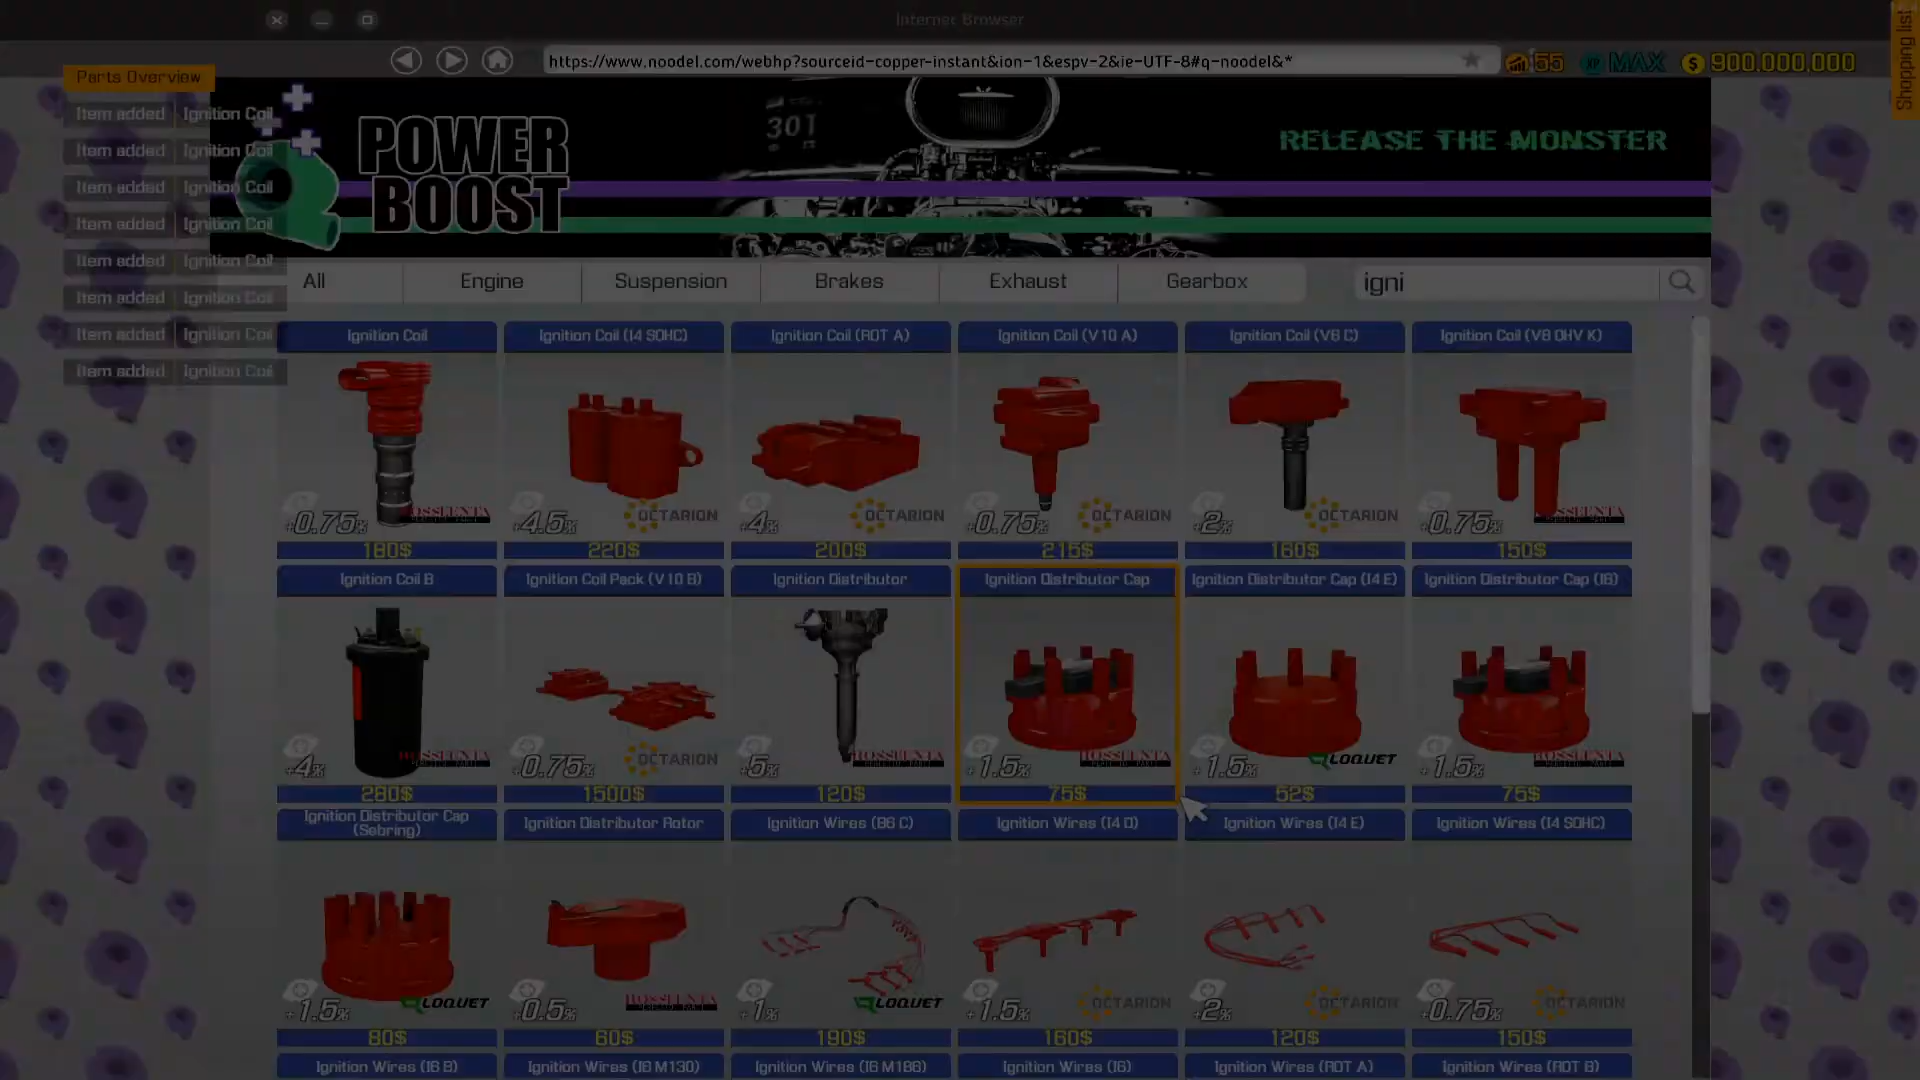 Internet Browser
https://www.noodel.com/webhp?sourceid-copper-instant&ion-1&espv-2&ie-UTF-8#q-noodel&*
55
XP MAX
$ 900.000.000
Shopping list
Parts Overview
Item added Ignition Coil
Item added Ignition Coil
Item added Ignition Coil
Item added Ignition Coil
Item added Ignition Coil
Item added Ignition Coil
Item added Ignition Coil
Item added Ignition Coil
POWER
BOOST
30T
RELEASE THE MONSTER
All Engine Suspension Brakes Exhaust Gearbox igni
Ignition Coil Ignition Coil (I4 SOHC) Ignition Coil (ROT A) Ignition Coil (V10 A) Ignition Coil (V6 C) Ignition Coil (V8 OHV K)
+0.75% +4.5% OCTARION +4% OCTARION +0.75% OCTARION +2% OCTARION +0.75%
180$ 220$ 200$ 215$ 160$ 150$
Ignition Coil B Ignition Coil Pack (V10 B) Ignition Distributor Ignition Distributor Cap Ignition Distributor Cap (I4 E) Ignition Distributor Cap (I6)
+4% +0.75% OCTARION +5% +1.5% +1.5% LOQUET +1.5%
280$ 1500$ 120$ 75$ 52$ 75$
Ignition Distributor Cap
(Sebring)
Ignition Distributor Rotor Ignition Wires (B6 C) Ignition Wires (I4 D) Ignition Wires (I4 E) Ignition Wires (I4 SOHC)
+1.5% LOQUET +0.5% +1% LOQUET +1.5% OCTARION +2% OCTARION +0.75% OCTARION
80$ 60$ 190$ 160$ 120$ 150$
Ignition Wires (I6 B) Ignition Wires (I6 M130) Ignition Wires (I6 M186) Ignition Wires (I6) Ignition Wires (ROT A) Ignition Wires (ROT B)